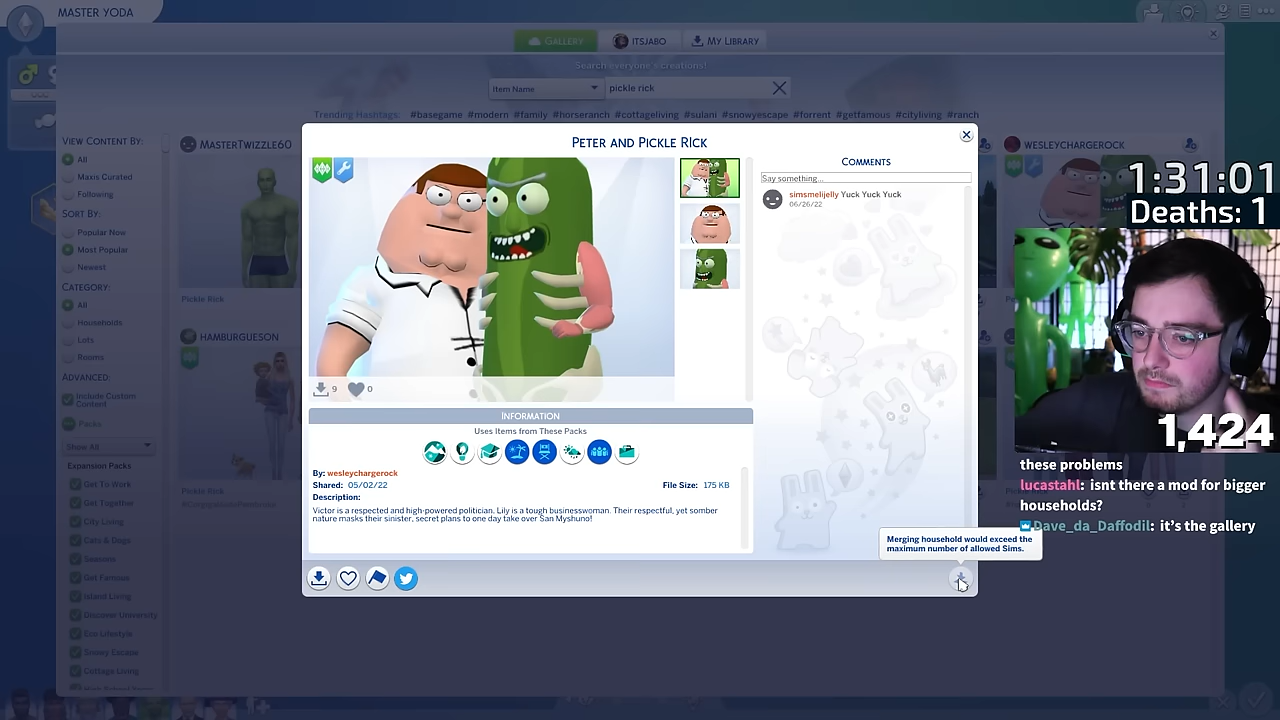 MASTER YODA
GALLERY
ITSJABO
MY LIBRARY
Search everyone's creations!
Item Name
pickle rick
Trending Hashtags: #basegame #modern #family #horseranch #cottageliving #sulani #snowyescape #forrent #getfamous #cityliving #ranch
VIEW CONTENT BY:
All
Maxis Curated
Following
SORT BY:
Popular Now
Most Popular
Newest
CATEGORY:
All
Households
Lots
Rooms
ADVANCED:
Include Custom
Content
Packs
Show All
Expansion Packs
Get To Work
Get Together
City Living
Cats & Dogs
Seasons
Get Famous
Island Living
Discover University
Eco Lifestyle
Snowy Escape
Cottage Living
MASTERTWIZZLE60
Pickle Rick
HAMBURGUESON
Pickle Rick
WESLEYCHARGEROCK
PETER AND PICKLE RICK
9
0
INFORMATION
Uses Items from These Packs
By: wesleychargerock
Shared: 05/02/22
File Size: 175 KB
Description:
Victor is a respected and high-powered politician. Lily is a tough businesswoman. Their respectful, yet somber
nature masks their sinister, secret plans to one day take over San Myshuno!
COMMENTS
Say something...
simsmelijelly Yuck Yuck Yuck
06/26/22
Merging household would exceed the
maximum number of allowed Sims.
1:31:01
Deaths: 1
1,424
these problems
lucastahl: isnt there a mod for bigger
households?
Dave_da_Daffodil: it's the gallery